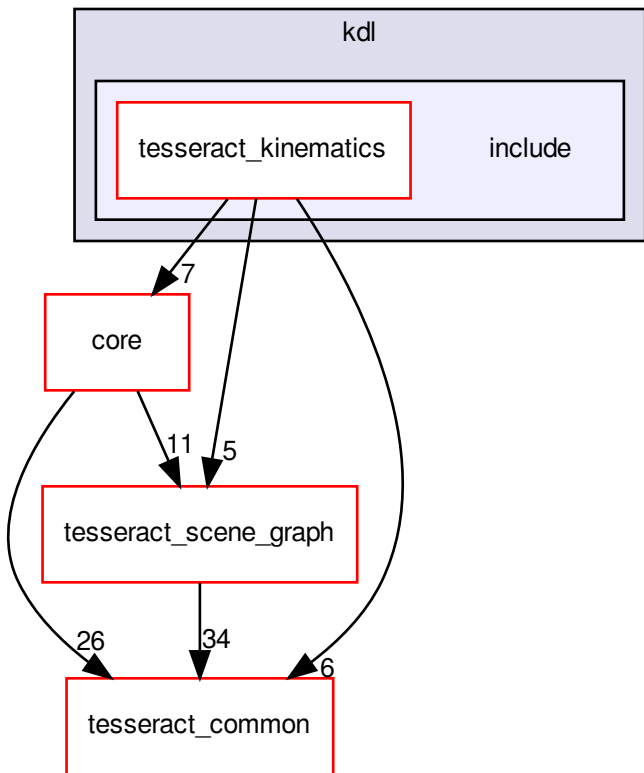 kdl
tesseract_kinematics
include
7
core
11
5
tesseract_scene_graph
26
34
6
tesseract_common